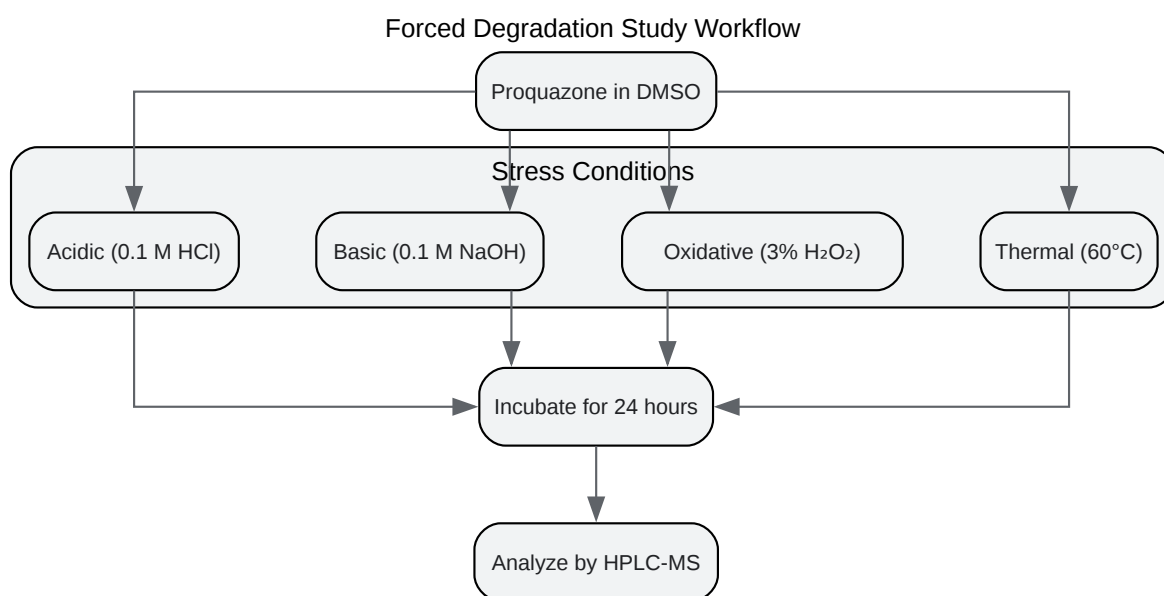 Forced Degradation Study Workflow
Proquazone in DMSO
Stress Conditions
Acidic (0.1 M HCl)
Basic (0.1 M NaOH)
Oxidative (3% H₂O₂)
Thermal (60°C)
Incubate for 24 hours
Analyze by HPLC-MS